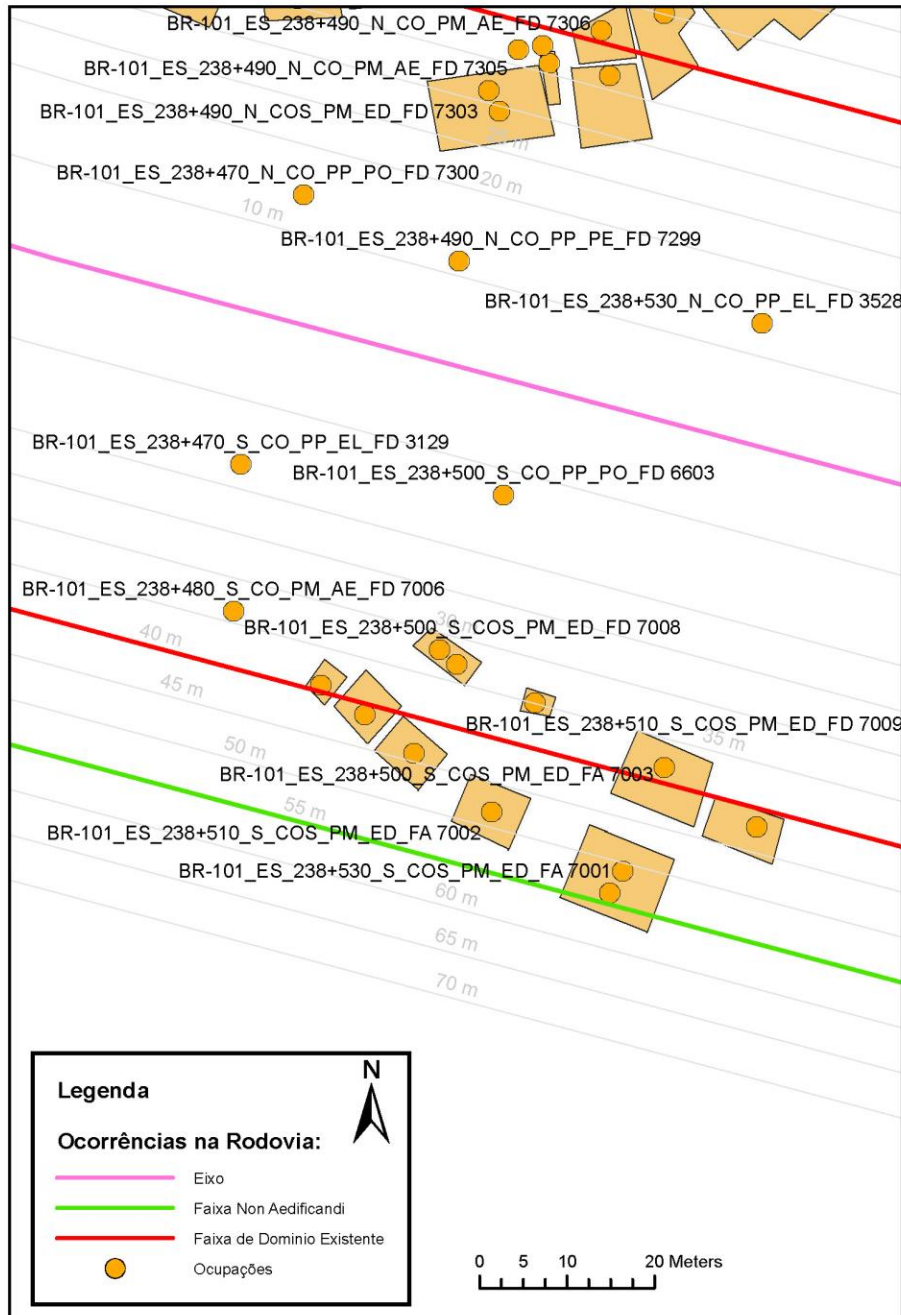 BR-101_ES_238+490_N_CO_PM_AE_FD 7306
BR-101_ES_238+490_N_CO_PM_AE_FD 7305
BR-101_ES_238+490_N_COS_PM_ED_FD 7303
25 m
BR-101_ES_238+470_N_CO_PP_PO_FD 7300
20 m
10 m
BR-101_ES_238+490_N_CO_PP_PE_FD 7299
BR-101_ES_238+530_N_CO_PP_EL_FD 3528
BR-101_ES_238+470_S_CO_PP_EL_FD 3129
BR-101_ES_238+500_S_CO_PP_PO_FD 6603
BR-101_ES_238+480_S_CO_PM_AE_FD 7006
30 m
BR-101_ES_238+500_S_COS_PM_ED_FD 7008
40 m
45 m
BR-101_ES_238+510_S_COS_PM_ED_FD 7009
35 m
50 m
BR-101_ES_238+500_S_COS_PM_ED_FA 7003
55 m
BR-101_ES_238+510_S_COS_PM_ED_FA 7002
BR-101_ES_238+530_S_COS_PM_ED_FA 7001
60 m
65 m
70 m
Legenda
N
Ocorrências na Rodovia:
Eixo
Faixa Non Aedificandi
Faixa de Dominio Existente
Ocupações
0 5 10 20 Meters